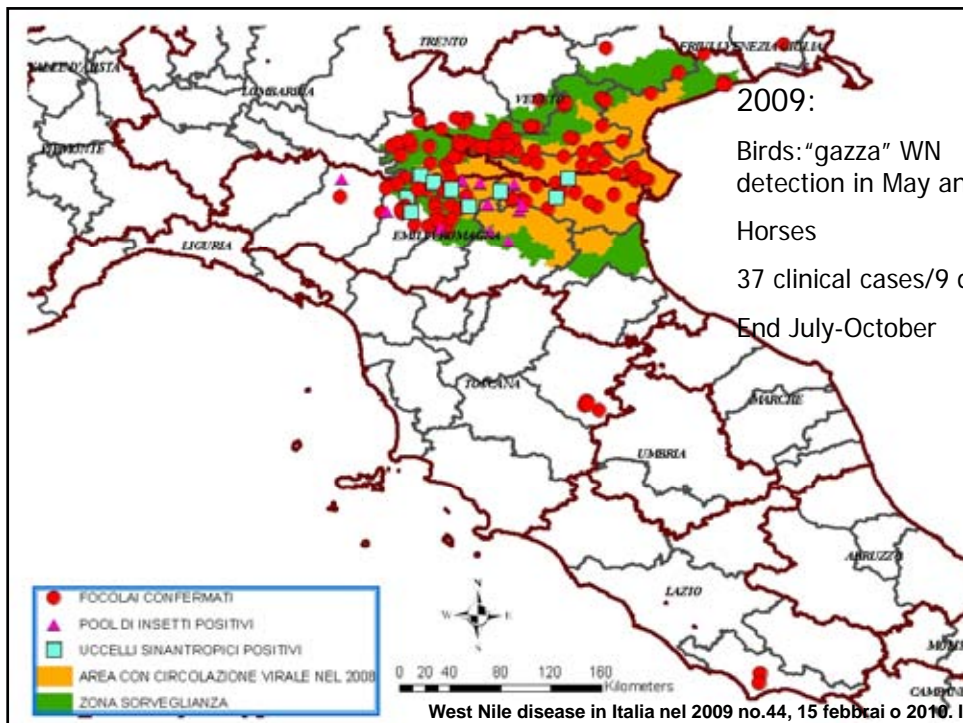 TRENTO
FRIULI VENEZIA GIULIA
VALLE D'AOSTA
LOMBARDIA
VENETO
PIEMONTE
2009:
Birds:"gazza" WN
detection in May an
Horses
EMILIA ROMAGNA
LIGURIA
37 clinical cases/9 o
End July-October
TOSCANA
MARCHE
UMBRIA
ABRUZZO
LAZIO
FOCOLAI CONFERMATI
POOL DI INSETTI POSITIVI
UCCELLI SINANTROPICI POSITIVI
AREA CON CIRCOLAZIONE VIRALE NEL 2008
ZONA SORVEGLIANZA
N
W E
S
0 10 20 40 60 80 120 160
Kilometers
West Nile disease in Italia nel 2009 no.44, 15 febbrai o 2010. I